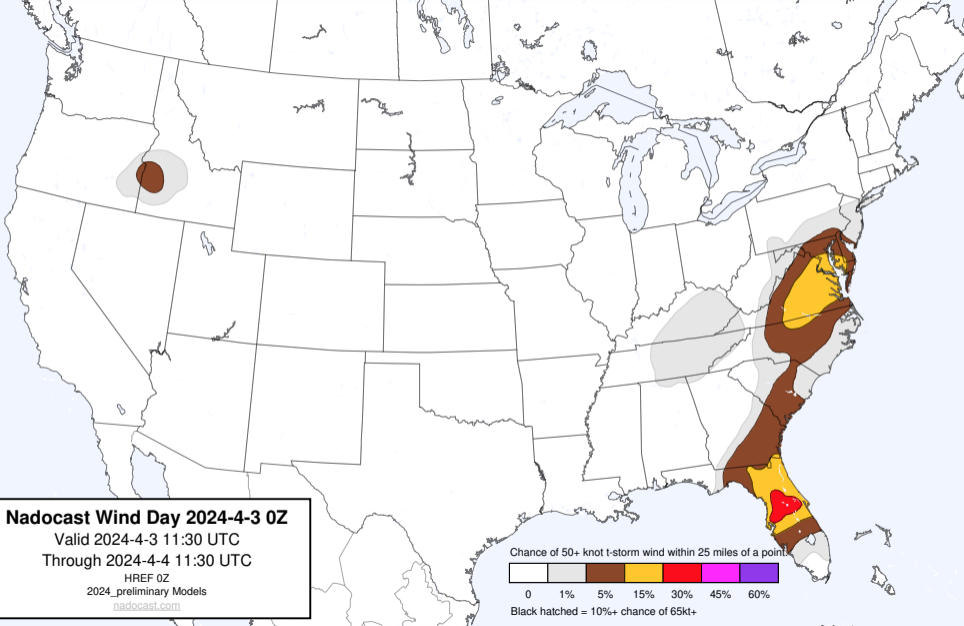 Nadocast Wind Day 2024-4-3 0Z
Valid 2024-4-3 11:30 UTC
Through 2024-4-4 11:30 UTC
HREF 0Z
2024_preliminary Models
nadocast.com
Chance of 50+ knot t-storm wind within 25 miles of a point.
0 1% 5% 15% 30% 45% 60%
Black hatched = 10%+ chance of 65kt+